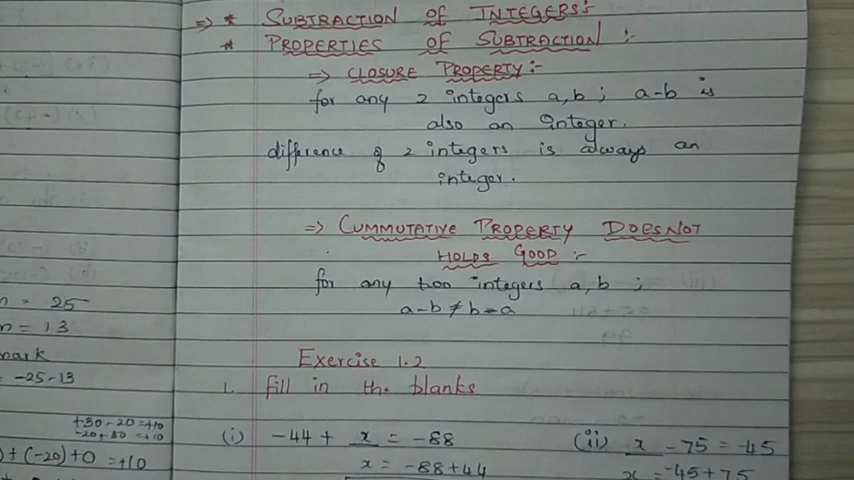 ⇒ * SUBTRACTION of INTEGERS:-
* PROPERTIES of SUBTRACTION :-
⇒ CLOSURE PROPERTY:-
for any 2 integers a,b ; a-b is
also an integer.
difference of 2 integers is always an
integer.
⇒ CUMMUTATIVE PROPERTY DOES NOT
HOLDS GOOD :-
for any two integers a, b ;
a-b ≠ b-a
Exercise 1.2
1. fill in the blanks
(i) -44 + x = -88
x = -88+44
(ii) x - 75 = -45
x = -45+75
= 25
= 13
mark
= -25-13
+30-20=+10
-20+30=+10
+ (-20)+0 = +10